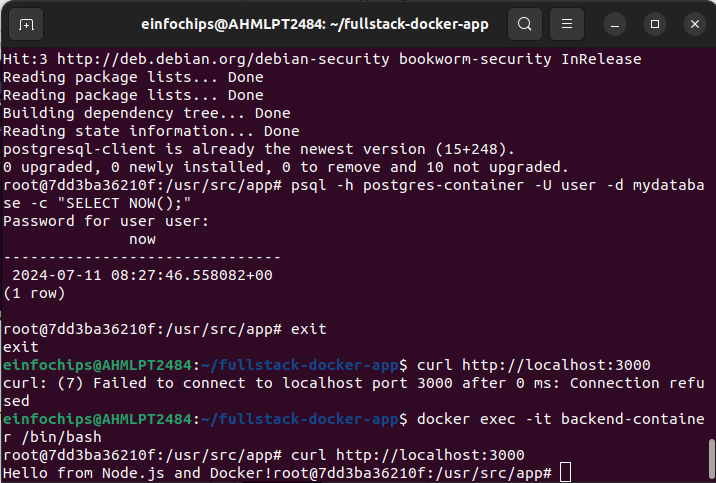 einfochips@AHMLPT2484: ~/fullstack-docker-app
Hit:3 http://deb.debian.org/debian-security bookworm-security InRelease
Reading package lists... Done
Reading package lists... Done
Building dependency tree... Done
Reading state information... Done
postgresql-client is already the newest version (15+248).
0 upgraded, 0 newly installed, 0 to remove and 10 not upgraded.
root@7dd3ba36210f:/usr/src/app# psql -h postgres-container -U user -d mydataba
se -c "SELECT NOW();"
Password for user user:
now
-------------------------------
2024-07-11 08:27:46.558082+00
(1 row)
root@7dd3ba36210f:/usr/src/app# exit
exit
einfochips@AHMLPT2484:~/fullstack-docker-app$ curl http://localhost:3000
curl: (7) Failed to connect to localhost port 3000 after 0 ms: Connection refu
sed
einfochips@AHMLPT2484:~/fullstack-docker-app$ docker exec -it backend-containe
r /bin/bash
root@7dd3ba36210f:/usr/src/app# curl http://localhost:3000
Hello from Node.js and Docker!root@7dd3ba36210f:/usr/src/app#